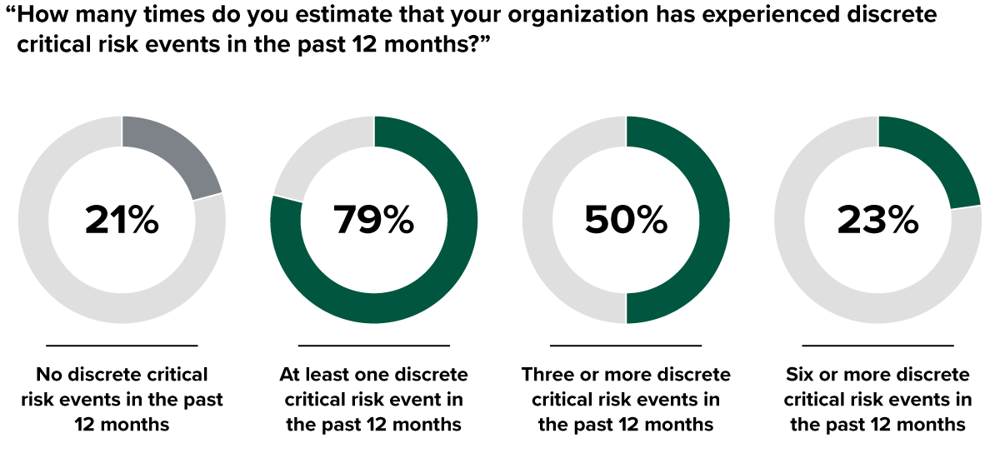 “How many times do you estimate that your organization has experienced discrete
critical risk events in the past 12 months?”
21%
79%
50%
23%
No discrete critical
risk events in the past
12 months
At least one discrete
critical risk event in
the past 12 months
Three or more discrete
critical risk events in
the past 12 months
Six or more discrete
critical risk events in
the past 12 months